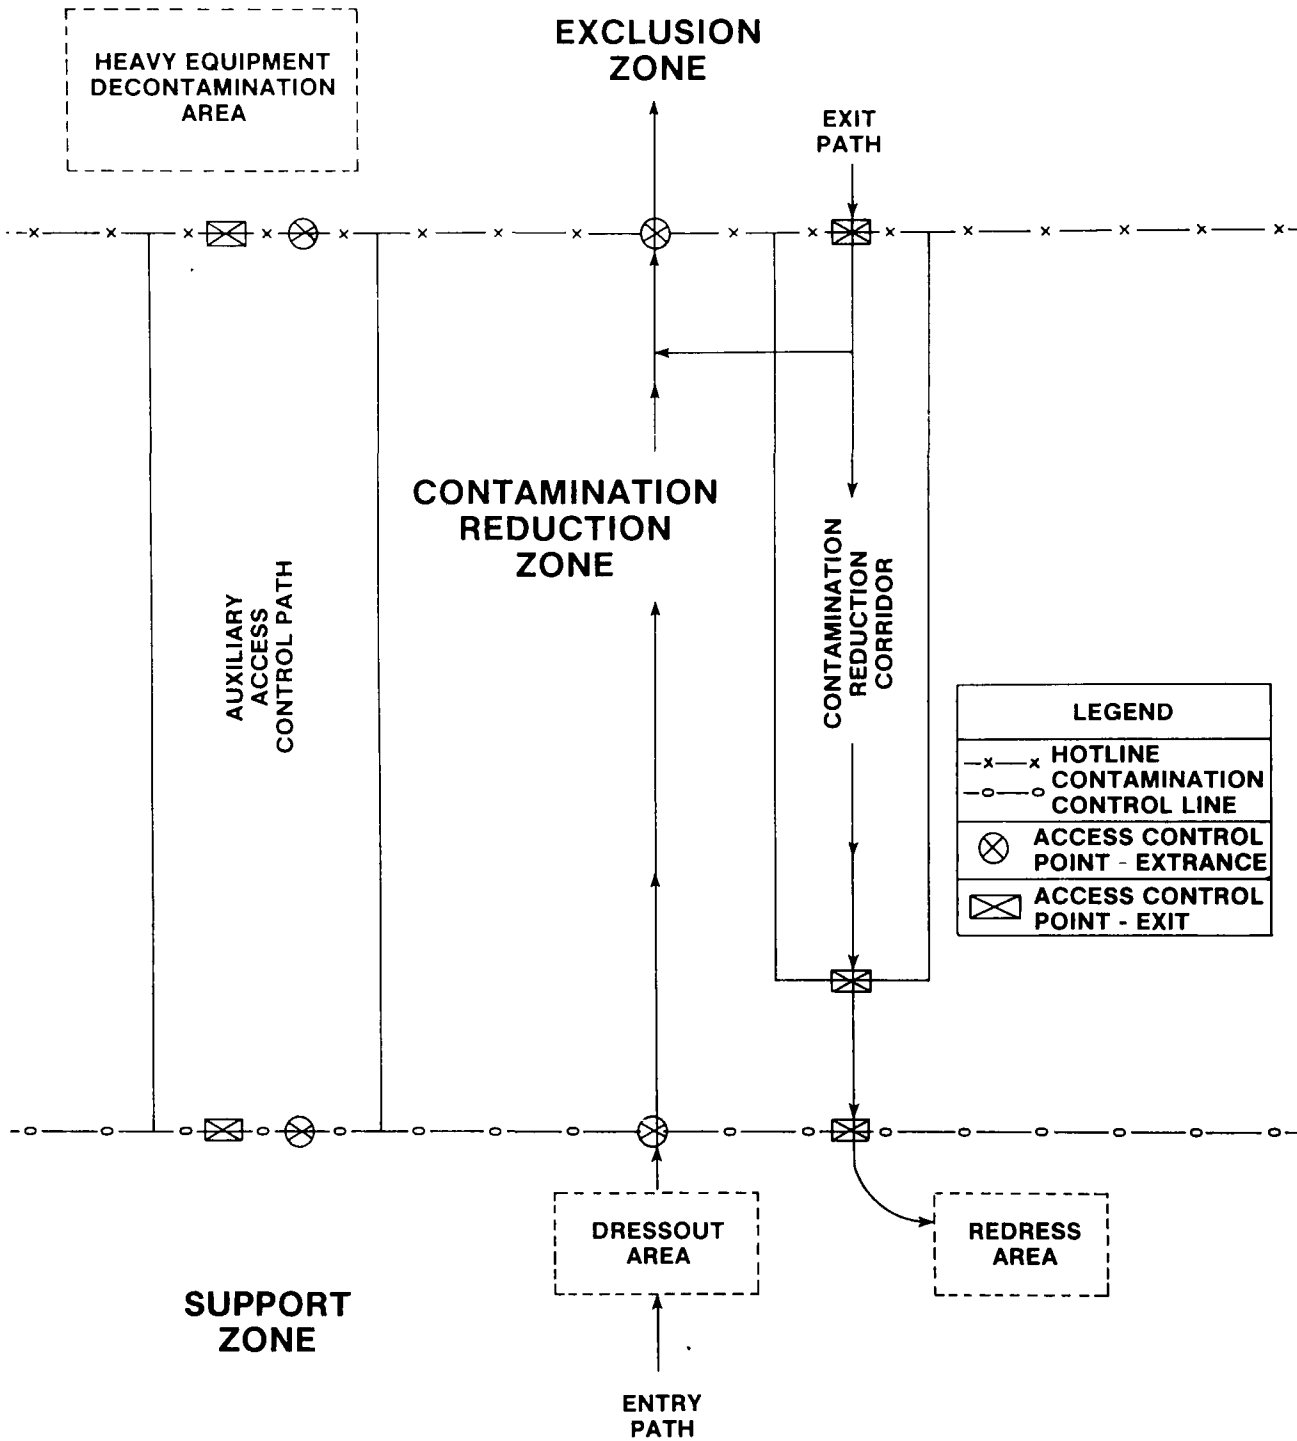 HEAVY EQUIPMENT
DECONTAMINATION
AREA
EXCLUSION
ZONE
EXIT
PATH
CONTAMINATION
REDUCTION
ZONE
AUXILIARY
ACCESS
CONTROL PATH
CONTAMINATION
REDUCTION
CORRIDOR
LEGEND
HOTLINE
CONTAMINATION
CONTROL LINE
ACCESS CONTROL
POINT - EXTRANCE
ACCESS CONTROL
POINT - EXIT
DRESSOUT
AREA
REDRESS
AREA
SUPPORT
ZONE
ENTRY
PATH